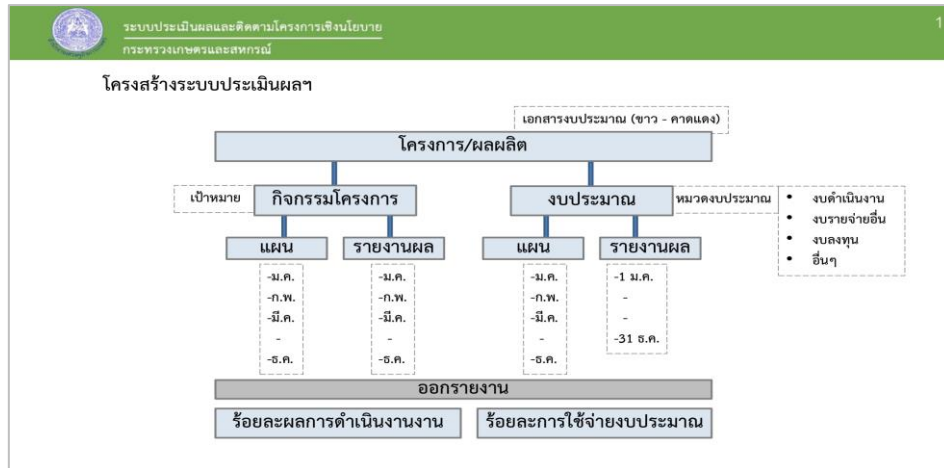 ระบบประเมินผลและติดตามโครงการเชิงนโยบาย
1
กระทรวงเกษตรและสหกรณ์
โครงสร้างระบบประเมินผลฯ
เอกสารงบประมาณ (ขาว - คาดแดง)
โครงการ/ผลผลิต
เป้าหมาย
กิจกรรมโครงการ
งบประมาณ
หมวดงบประมาณ
• งบดำเนินงาน
• งบรายจ่ายอื่น
• งบลงทุน
• อื่นๆ
แผน
รายงานผล
แผน
รายงานผล
-ม.ค.
-ก.พ.
-มี.ค.
-
-ธ.ค.
-ม.ค.
-ก.พ.
-มี.ค.
-
-ธ.ค.
-ม.ค.
-ก.พ.
-มี.ค.
-
-ธ.ค.
-1 ม.ค.
-
-
-31 ธ.ค.
ออกรายงาน
ร้อยละผลการดำเนินงานงาน
ร้อยละการใช้จ่ายงบประมาณ